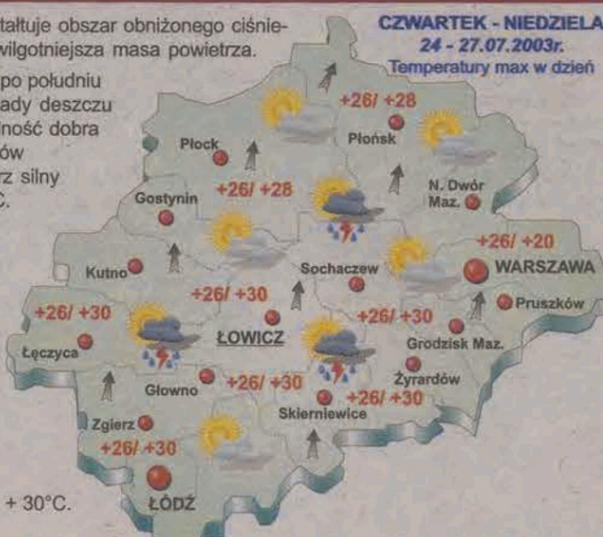 tałtuje obszar obniżonego ciśnie-
wilgotniejsza masa powietrza.
po południu
ady deszczu
lność dobra
ów
rz silny
C.
+ 30°C.
CZWARTEK - NIEDZIELA
24 - 27.07.2003r.
Temperatury max w dzień
+26/ +28
Płońsk
Płock
+26/ +28
N. Dwór
Maz.
Gostynin
+26/ +20
WARSZAWA
Kutno
Sochaczew
+26/ +30
+26/ +30
ŁOWICZ
+26/ +30
Pruszków
Łęczyca
Grodzisk Maz.
Głowno
+26/ +30
Żyrardów
+26/ +30
Skierniewice
Zgierz
+26/ +30
ŁÓDŹ